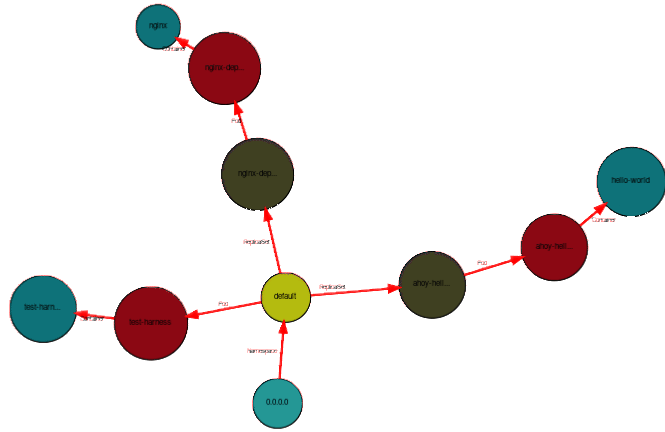 nginx
Container
nginx-dep...
Pod
nginx-dep...
hello-world
Container
ReplicaSet
ahoy-hell...
Pod
ahoy-hell...
ReplicaSet
default
Pod
test-harn...
Container
test-harness
Namespace
0.0.0.0